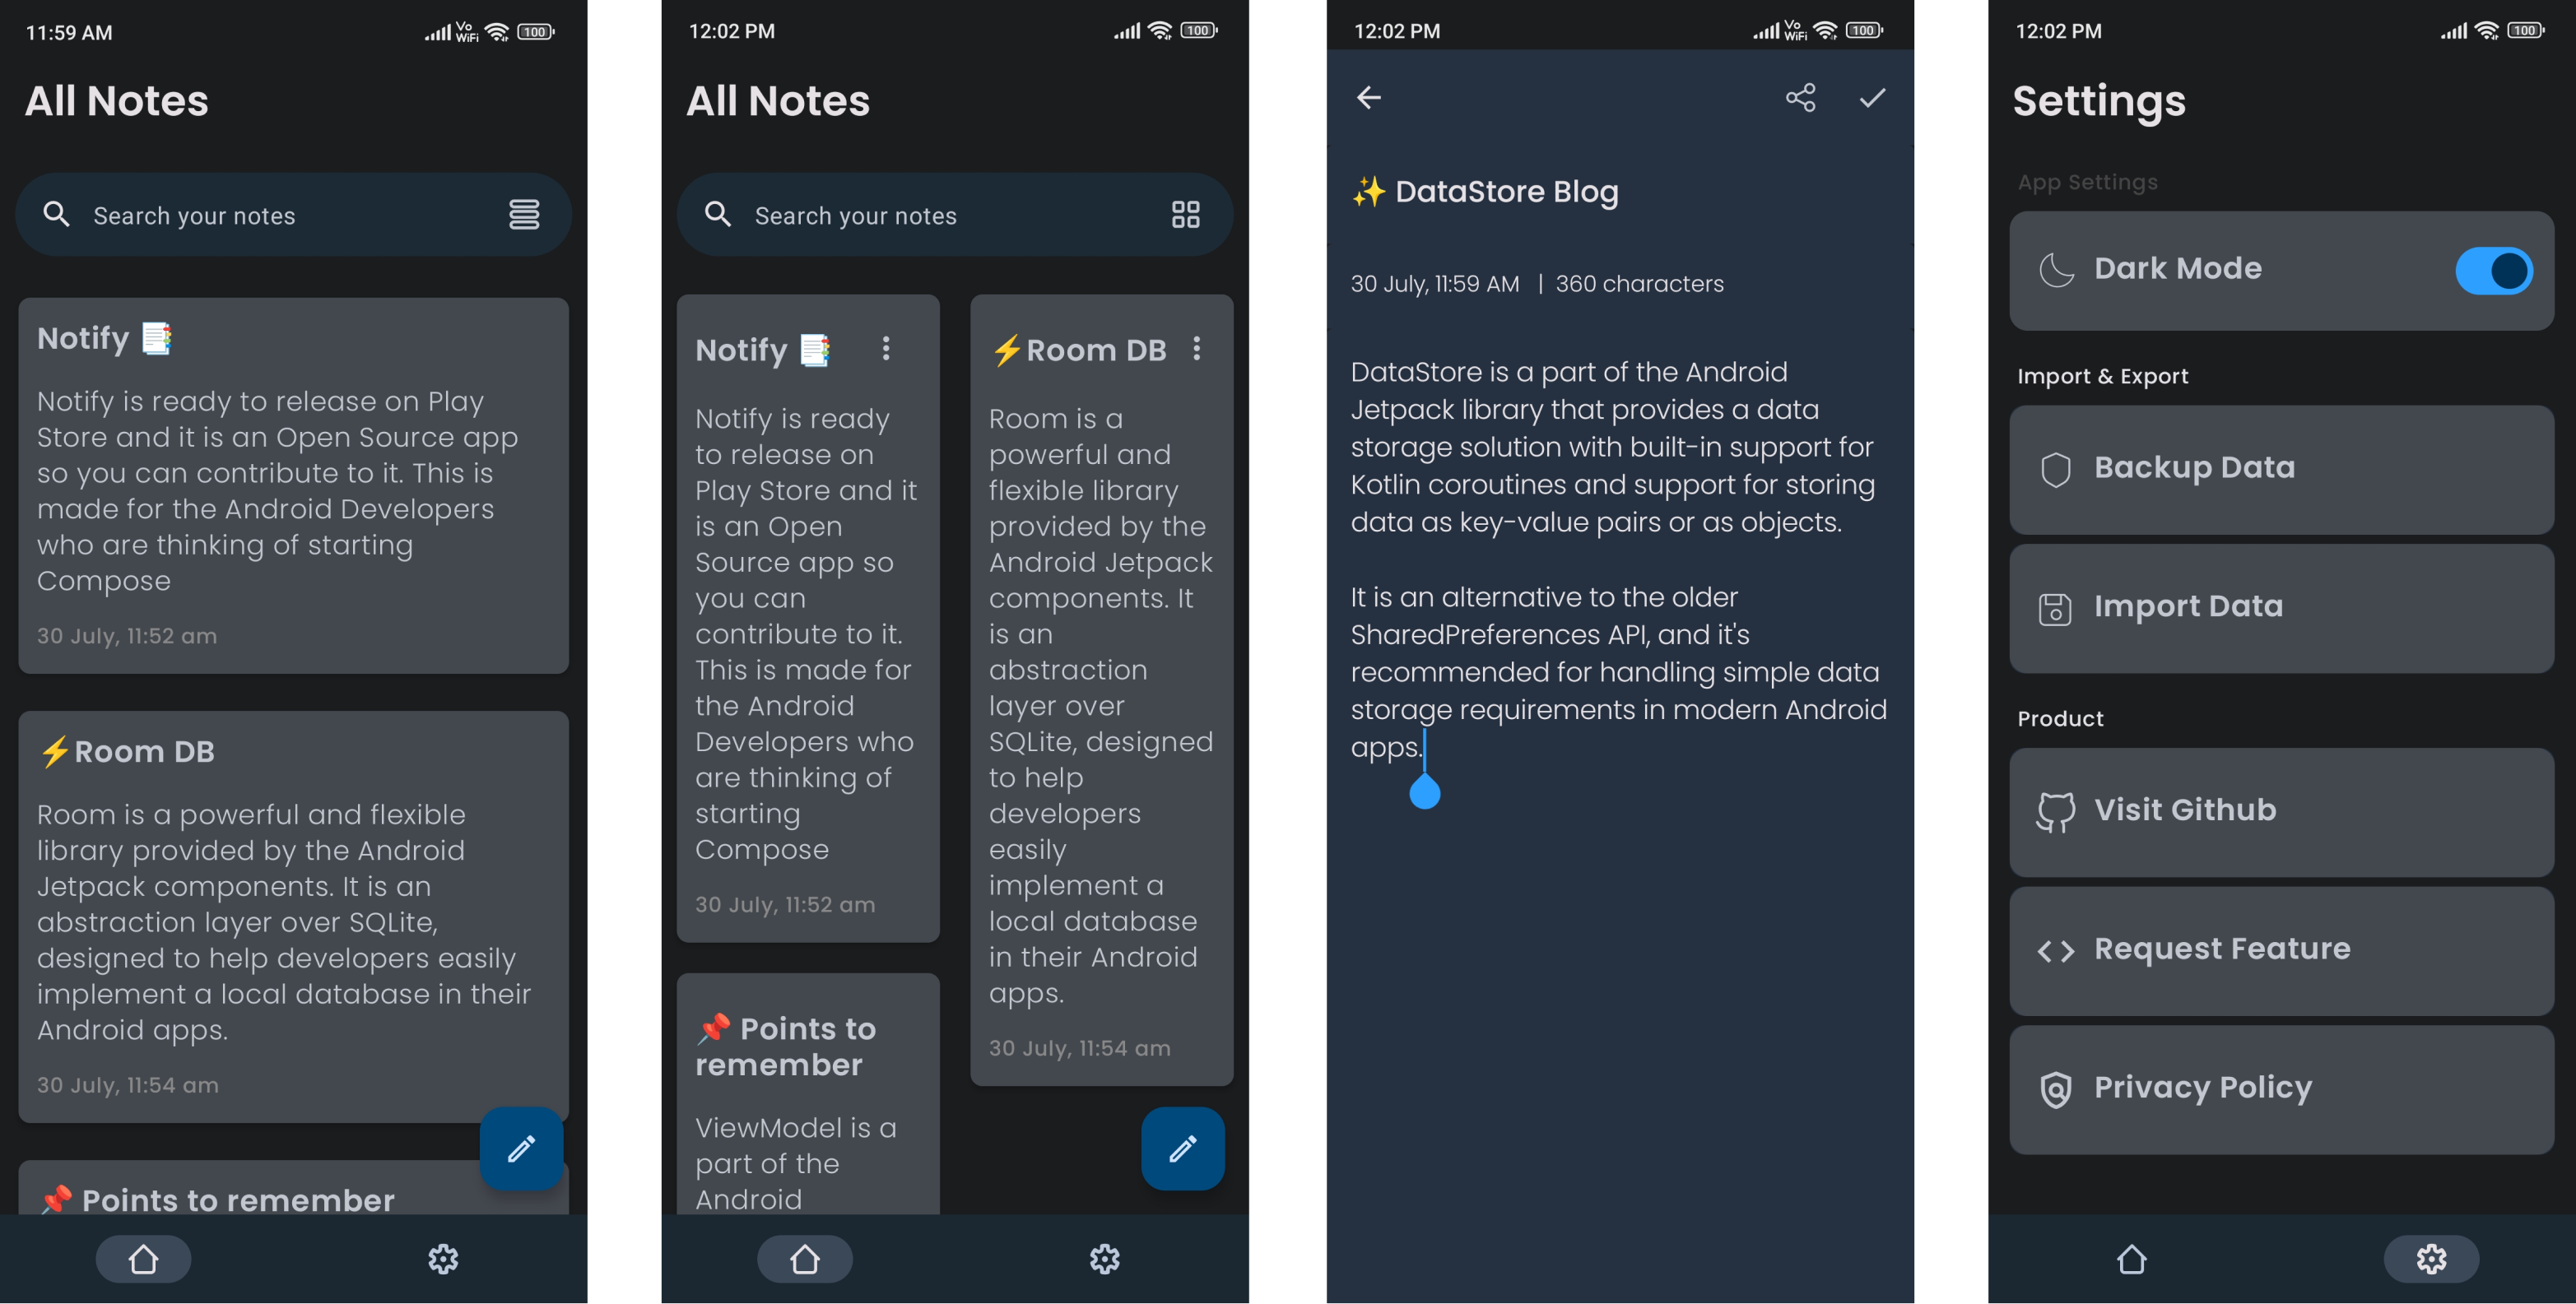 11:59 AM
Vo
WiFi
100
All Notes
Search your notes
Notify 📑
Notify is ready to release on Play
Store and it is an Open Source app
so you can contribute to it. This is
made for the Android Developers
who are thinking of starting
Compose
30 July, 11:52 am
⚡Room DB
Room is a powerful and flexible
library provided by the Android
Jetpack components. It is an
abstraction layer over SQLite,
designed to help developers easily
implement a local database in their
Android apps.
30 July, 11:54 am
📌 Points to remember
12:02 PM
100
All Notes
Search your notes
Notify 📑
Notify is ready
to release on
Play Store and it
is an Open
Source app so
you can
contribute to it.
This is made for
the Android
Developers who
are thinking of
starting
Compose
30 July, 11:52 am
📌 Points to
remember
ViewModel is a
part of the
Android
⚡Room DB
Room is a
powerful and
flexible library
provided by the
Android Jetpack
components. It
is an
abstraction
layer over
SQLite, designed
to help
developers
easily
implement a
local database
in their Android
apps.
30 July, 11:54 am
12:02 PM
Vo
WiFi
100
✨ DataStore Blog
30 July, 11:59 AM | 360 characters
DataStore is a part of the Android
Jetpack library that provides a data
storage solution with built-in support for
Kotlin coroutines and support for storing
data as key-value pairs or as objects.
It is an alternative to the older
SharedPreferences API, and it's
recommended for handling simple data
storage requirements in modern Android
apps.
12:02 PM
100
Settings
App Settings
Dark Mode
Import & Export
Backup Data
Import Data
Product
Visit Github
Request Feature
Privacy Policy